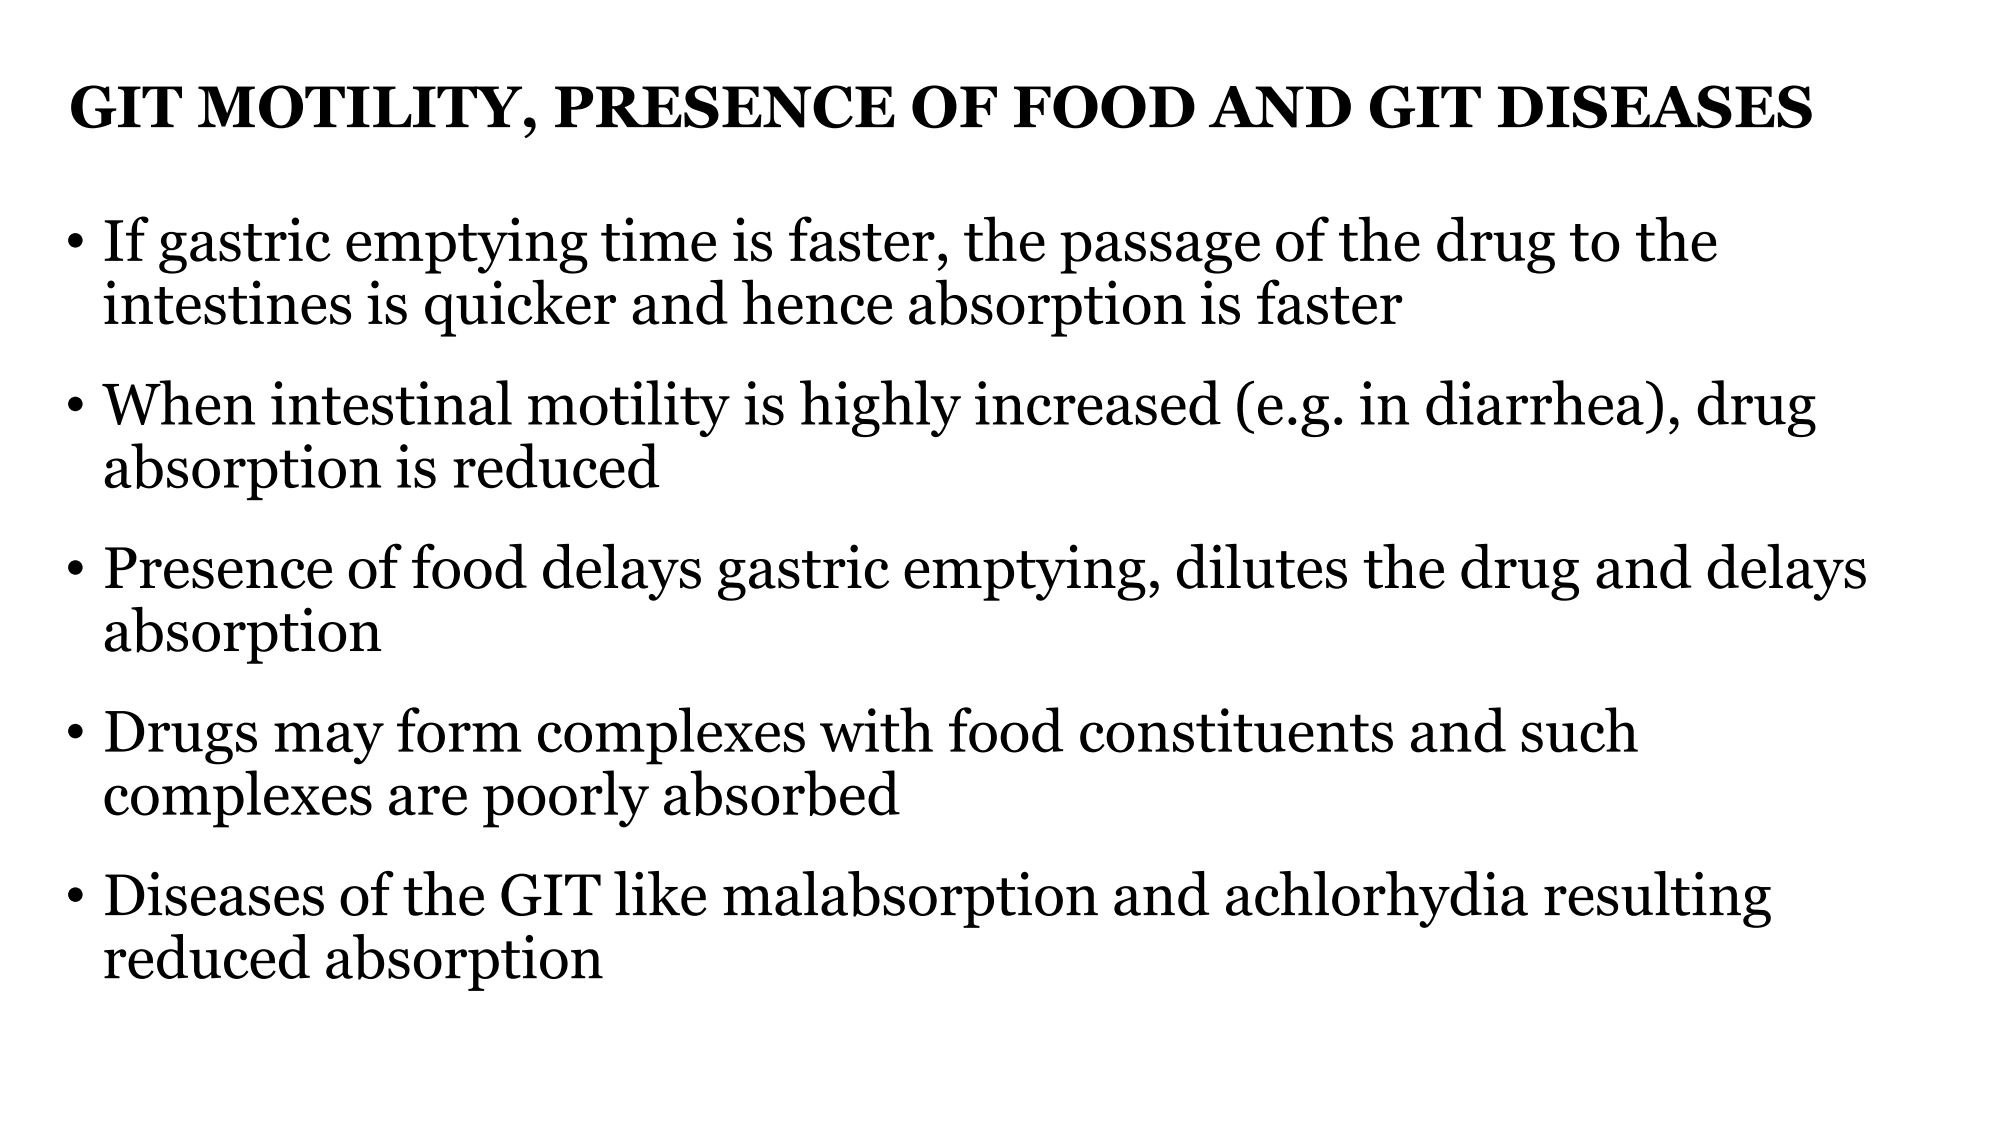 GIT MOTILITY, PRESENCE OF FOOD AND GIT DISEASES
• If gastric emptying time is faster, the passage of the drug to the
intestines is quicker and hence absorption is faster
• When intestinal motility is highly increased (e.g. in diarrhea), drug
absorption is reduced
• Presence of food delays gastric emptying, dilutes the drug and delays
absorption
• Drugs may form complexes with food constituents and such
complexes are poorly absorbed
• Diseases of the GIT like malabsorption and achlorhydia resulting
reduced absorption